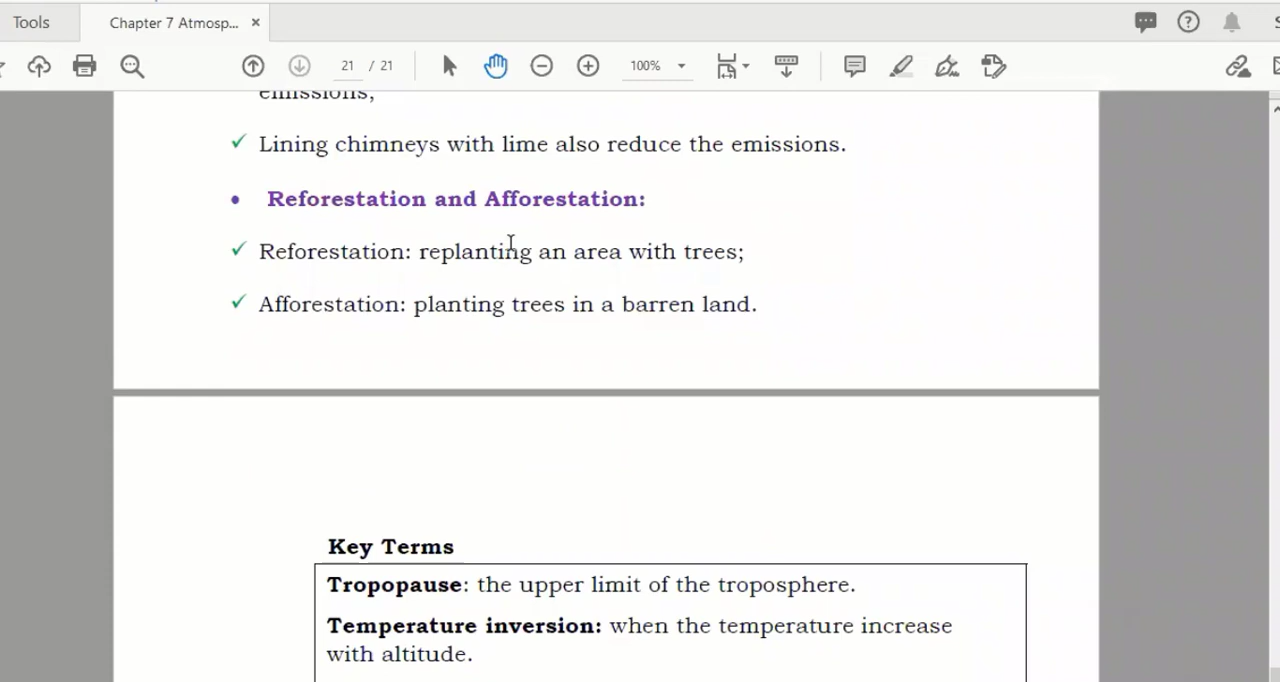 Tools
Chapter 7 Atmosp... ×
21 / 21
100%
emissions;
✓ Lining chimneys with lime also reduce the emissions.
• Reforestation and Afforestation:
✓ Reforestation: replanting an area with trees;
✓ Afforestation: planting trees in a barren land.
Key Terms
Tropopause: the upper limit of the troposphere.
Temperature inversion: when the temperature increase
with altitude.